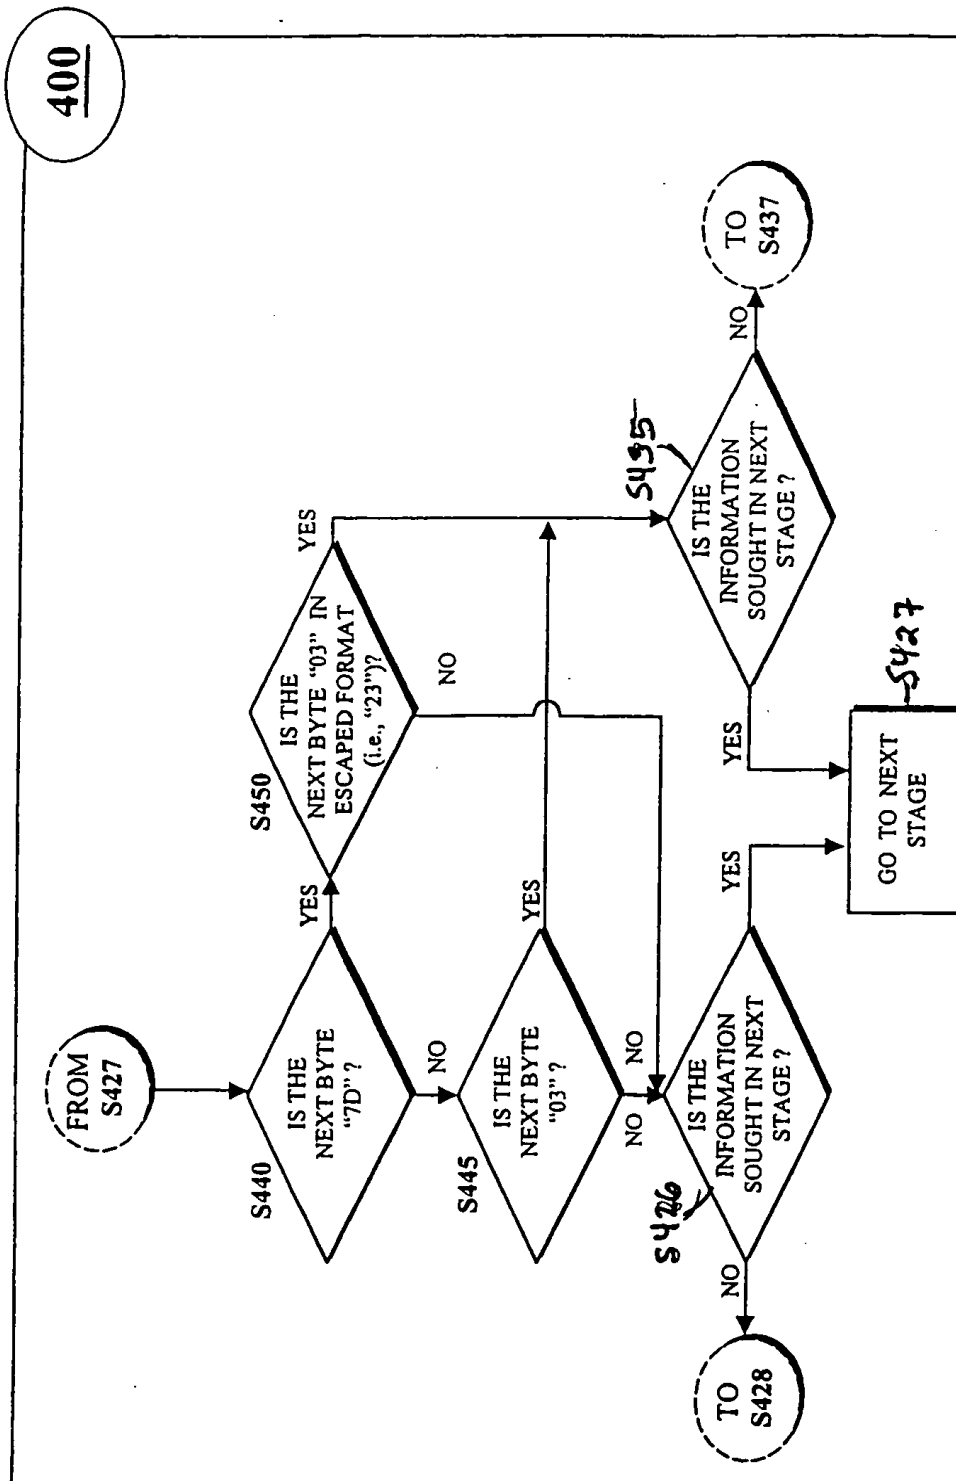 400
FROM
S427
S440
IS THE
NEXT BYTE
"7D" ?
YES
NO
S450
IS THE
NEXT BYTE "03" IN
ESCAPED FORMAT
(i.e., "23")?
YES
NO
S445
IS THE
NEXT BYTE
"03" ?
YES
NO
NO
S426
IS THE
INFORMATION
SOUGHT IN NEXT
STAGE ?
NO
YES
TO
S428
S435
IS THE
INFORMATION
SOUGHT IN NEXT
STAGE ?
YES
NO
TO
S437
GO TO NEXT
STAGE
S427